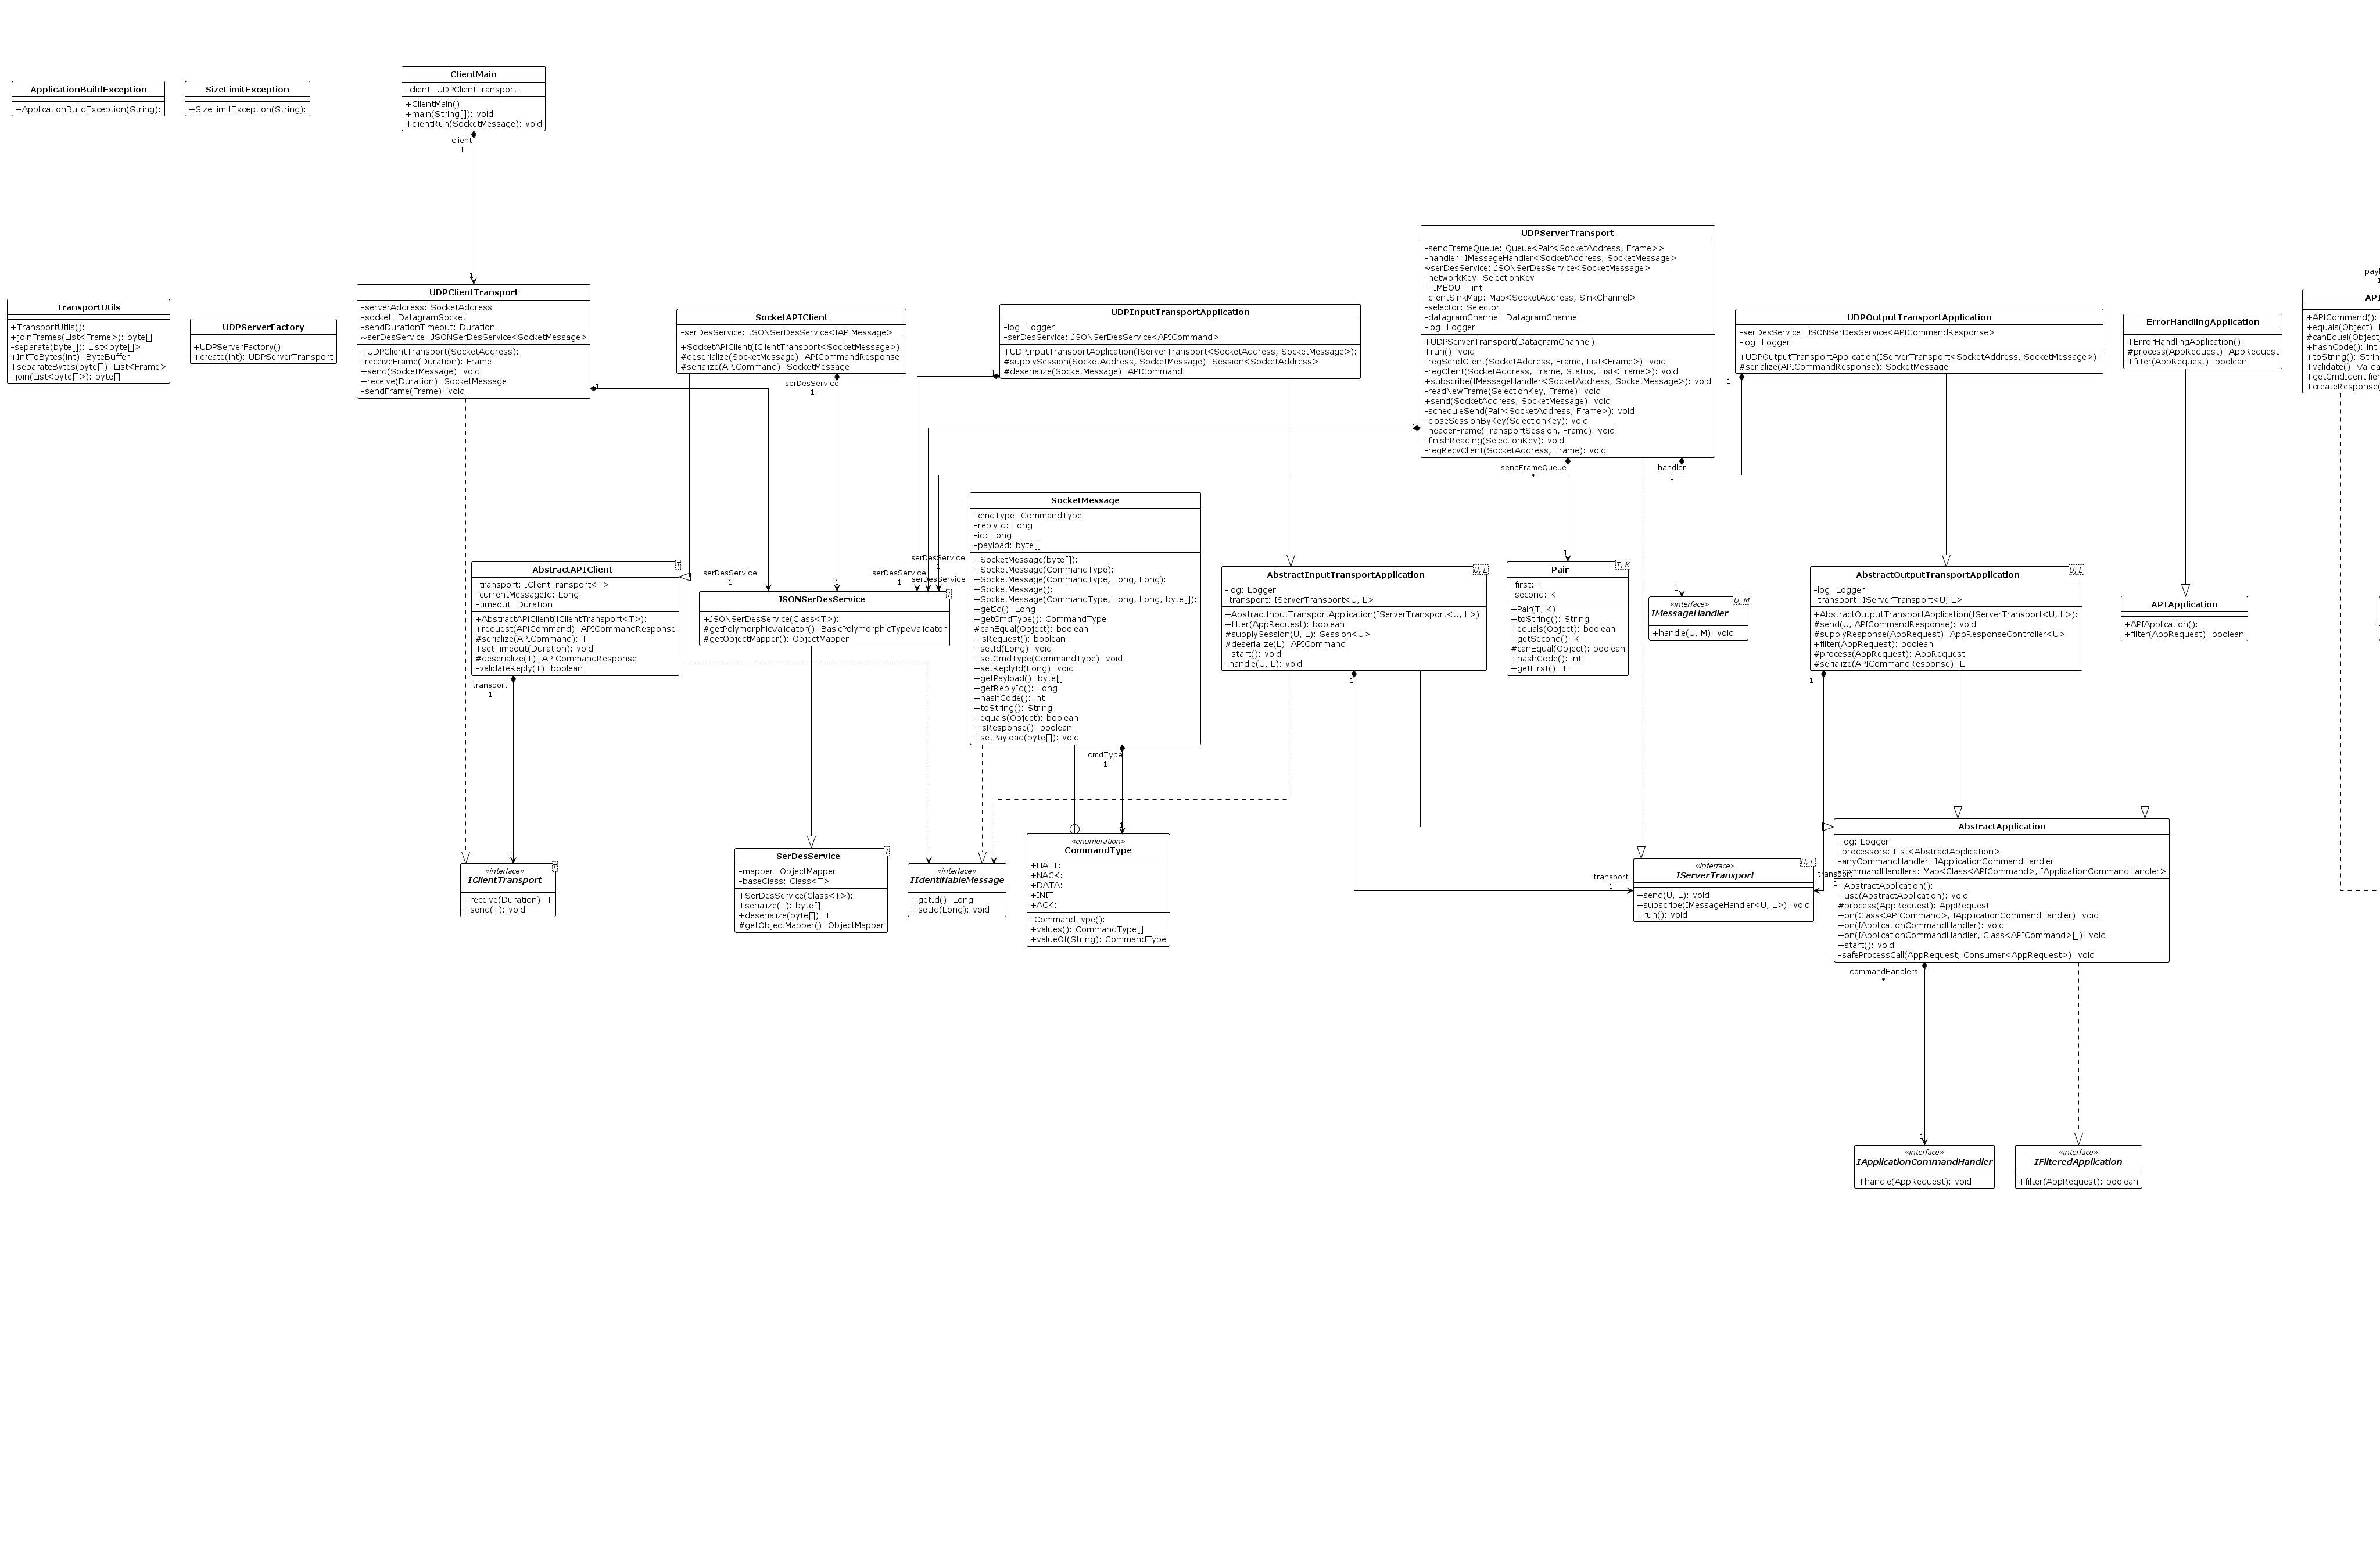 ApplicationBuildException
+ApplicationBuildException(String):
SizeLimitException
+SizeLimitException(String):
ClientMain
-client: UDPClientTransport
+ClientMain():
+main(String[]): void
+clientRun(SocketMessage): void
client
1
1
TransportUtils
+TransportUtils():
+joinFrames(List<Frame>): byte[]
-separate(byte[]): List<byte[]>
+IntToBytes(int): ByteBuffer
+separateBytes(byte[]): List<Frame>
-join(List<byte[]>): byte[]
UDPServerFactory
+UDPServerFactory():
+create(int): UDPServerTransport
UDPClientTransport
-serverAddress: SocketAddress
-socket: DatagramSocket
-sendDurationTimeout: Duration
~serDesService: JSONSerDesService<SocketMessage>
+UDPClientTransport(SocketAddress):
-receiveFrame(Duration): Frame
+send(SocketMessage): void
+receive(Duration): SocketMessage
-sendFrame(Frame): void
1
SocketAPIClient
-serDesService: JSONSerDesService<IAPIMessage>
+SocketAPIClient(IClientTransport<SocketMessage>):
#deserialize(SocketMessage): APICommandResponse
#serialize(APICommand): SocketMessage
serDesService
1
UDPInputTransportApplication
-log: Logger
-serDesService: JSONSerDesService<APICommand>
+UDPInputTransportApplication(IServerTransport<SocketAddress, SocketMessage>):
#supplySession(SocketAddress, SocketMessage): Session<SocketAddress>
#deserialize(SocketMessage): APICommand
1
UDPServerTransport
-sendFrameQueue: Queue<Pair<SocketAddress, Frame>>
-handler: IMessageHandler<SocketAddress, SocketMessage>
~serDesService: JSONSerDesService<SocketMessage>
-networkKey: SelectionKey
-TIMEOUT: int
-clientSinkMap: Map<SocketAddress, SinkChannel>
-selector: Selector
-datagramChannel: DatagramChannel
-log: Logger
+UDPServerTransport(DatagramChannel):
+run(): void
-regSendClient(SocketAddress, Frame, List<Frame>): void
-regClient(SocketAddress, Frame, Status, List<Frame>): void
+subscribe(IMessageHandler<SocketAddress, SocketMessage>): void
-readNewFrame(SelectionKey, Frame): void
+send(SocketAddress, SocketMessage): void
-scheduleSend(Pair<SocketAddress, Frame>): void
-closeSessionByKey(SelectionKey): void
-headerFrame(TransportSession, Frame): void
-finishReading(SelectionKey): void
-regRecvClient(SocketAddress, Frame): void
1
sendFrameQueue
*
handler
1
UDPOutputTransportApplication
-serDesService: JSONSerDesService<APICommandResponse>
-log: Logger
+UDPOutputTransportApplication(IServerTransport<SocketAddress, SocketMessage>):
#serialize(APICommandResponse): SocketMessage
1
ErrorHandlingApplication
+ErrorHandlingApplication():
#process(AppRequest): AppRequest
+filter(AppRequest): boolean
payl
1
API
+APICommand():
+equals(Object): b
#canEqual(Object
+hashCode(): int
+toString(): Strin
+validate(): Valida
+getCmdIdentifier
+createResponse(
SocketMessage
-cmdType: CommandType
-replyId: Long
-id: Long
-payload: byte[]
+SocketMessage(byte[]):
+SocketMessage(CommandType):
+SocketMessage(CommandType, Long, Long):
+SocketMessage():
+SocketMessage(CommandType, Long, Long, byte[]):
+getId(): Long
+getCmdType(): CommandType
#canEqual(Object): boolean
+isRequest(): boolean
+setId(Long): void
+setCmdType(CommandType): void
+setReplyId(Long): void
+getPayload(): byte[]
+getReplyId(): Long
+hashCode(): int
+toString(): String
+equals(Object): boolean
+isResponse(): boolean
+setPayload(byte[]): void
cmdType
1
AbstractAPIClient
-transport: IClientTransport<T>
-currentMessageId: Long
-timeout: Duration
+AbstractAPIClient(IClientTransport<T>):
+request(APICommand): APICommandResponse
#serialize(APICommand): T
+setTimeout(Duration): void
#deserialize(T): APICommandResponse
-validateReply(T): boolean
transport
1
serDesService
1
1
serDesService
1
serDesService
1
serDesService
JSONSerDesService
+JSONSerDesService(Class<T>):
#getPolymorphicValidator(): BasicPolymorphicTypeValidator
#getObjectMapper(): ObjectMapper
AbstractInputTransportApplication
U, L
-log: Logger
-transport: IServerTransport<U, L>
+AbstractInputTransportApplication(IServerTransport<U, L>):
+filter(AppRequest): boolean
#supplySession(U, L): Session<U>
#deserialize(L): APICommand
+start(): void
-handle(U, L): void
1
1
Pair
T, K
-first: T
-second: K
+Pair(T, K):
+toString(): String
+equals(Object): boolean
+getSecond(): K
#canEqual(Object): boolean
+hashCode(): int
+getFirst(): T
1
«interface»
IMessageHandler
U, M
+handle(U, M): void
AbstractOutputTransportApplication
U, L
-log: Logger
-transport: IServerTransport<U, L>
+AbstractOutputTransportApplication(IServerTransport<U, L>):
#send(U, APICommandResponse): void
#supplyResponse(AppRequest): AppResponseController<U>
+filter(AppRequest): boolean
#process(AppRequest): AppRequest
#serialize(APICommandResponse): L
1
APIApplication
+APIApplication():
+filter(AppRequest): boolean
1
«interface»
IClientTransport
+receive(Duration): T
+send(T): void
SerDesService
-mapper: ObjectMapper
-baseClass: Class<T>
+SerDesService(Class<T>):
+serialize(T): byte[]
+deserialize(byte[]): T
#getObjectMapper(): ObjectMapper
«interface»
IIdentifiableMessage
+getId(): Long
+setId(Long): void
1
«enumeration»
CommandType
+HALT:
+NACK:
+DATA:
+INIT:
+ACK:
-CommandType():
+values(): CommandType[]
+valueOf(String): CommandType
transport
1
«interface»
IServerTransport
U, L
+send(U, L): void
+subscribe(IMessageHandler<U, L>): void
+run(): void
transport
1
AbstractApplication
-log: Logger
-processors: List<AbstractApplication>
-anyCommandHandler: IApplicationCommandHandler
-commandHandlers: Map<Class<APICommand>, IApplicationCommandHandler>
+AbstractApplication():
+use(AbstractApplication): void
#process(AppRequest): AppRequest
+on(Class<APICommand>, IApplicationCommandHandler): void
+on(IApplicationCommandHandler): void
+on(IApplicationCommandHandler, Class<APICommand>[]): void
+start(): void
-safeProcessCall(AppRequest, Consumer<AppRequest>): void
commandHandlers
*
1
«interface»
IApplicationCommandHandler
+handle(AppRequest): void
«interface»
IFilteredApplication
+filter(AppRequest): boolean